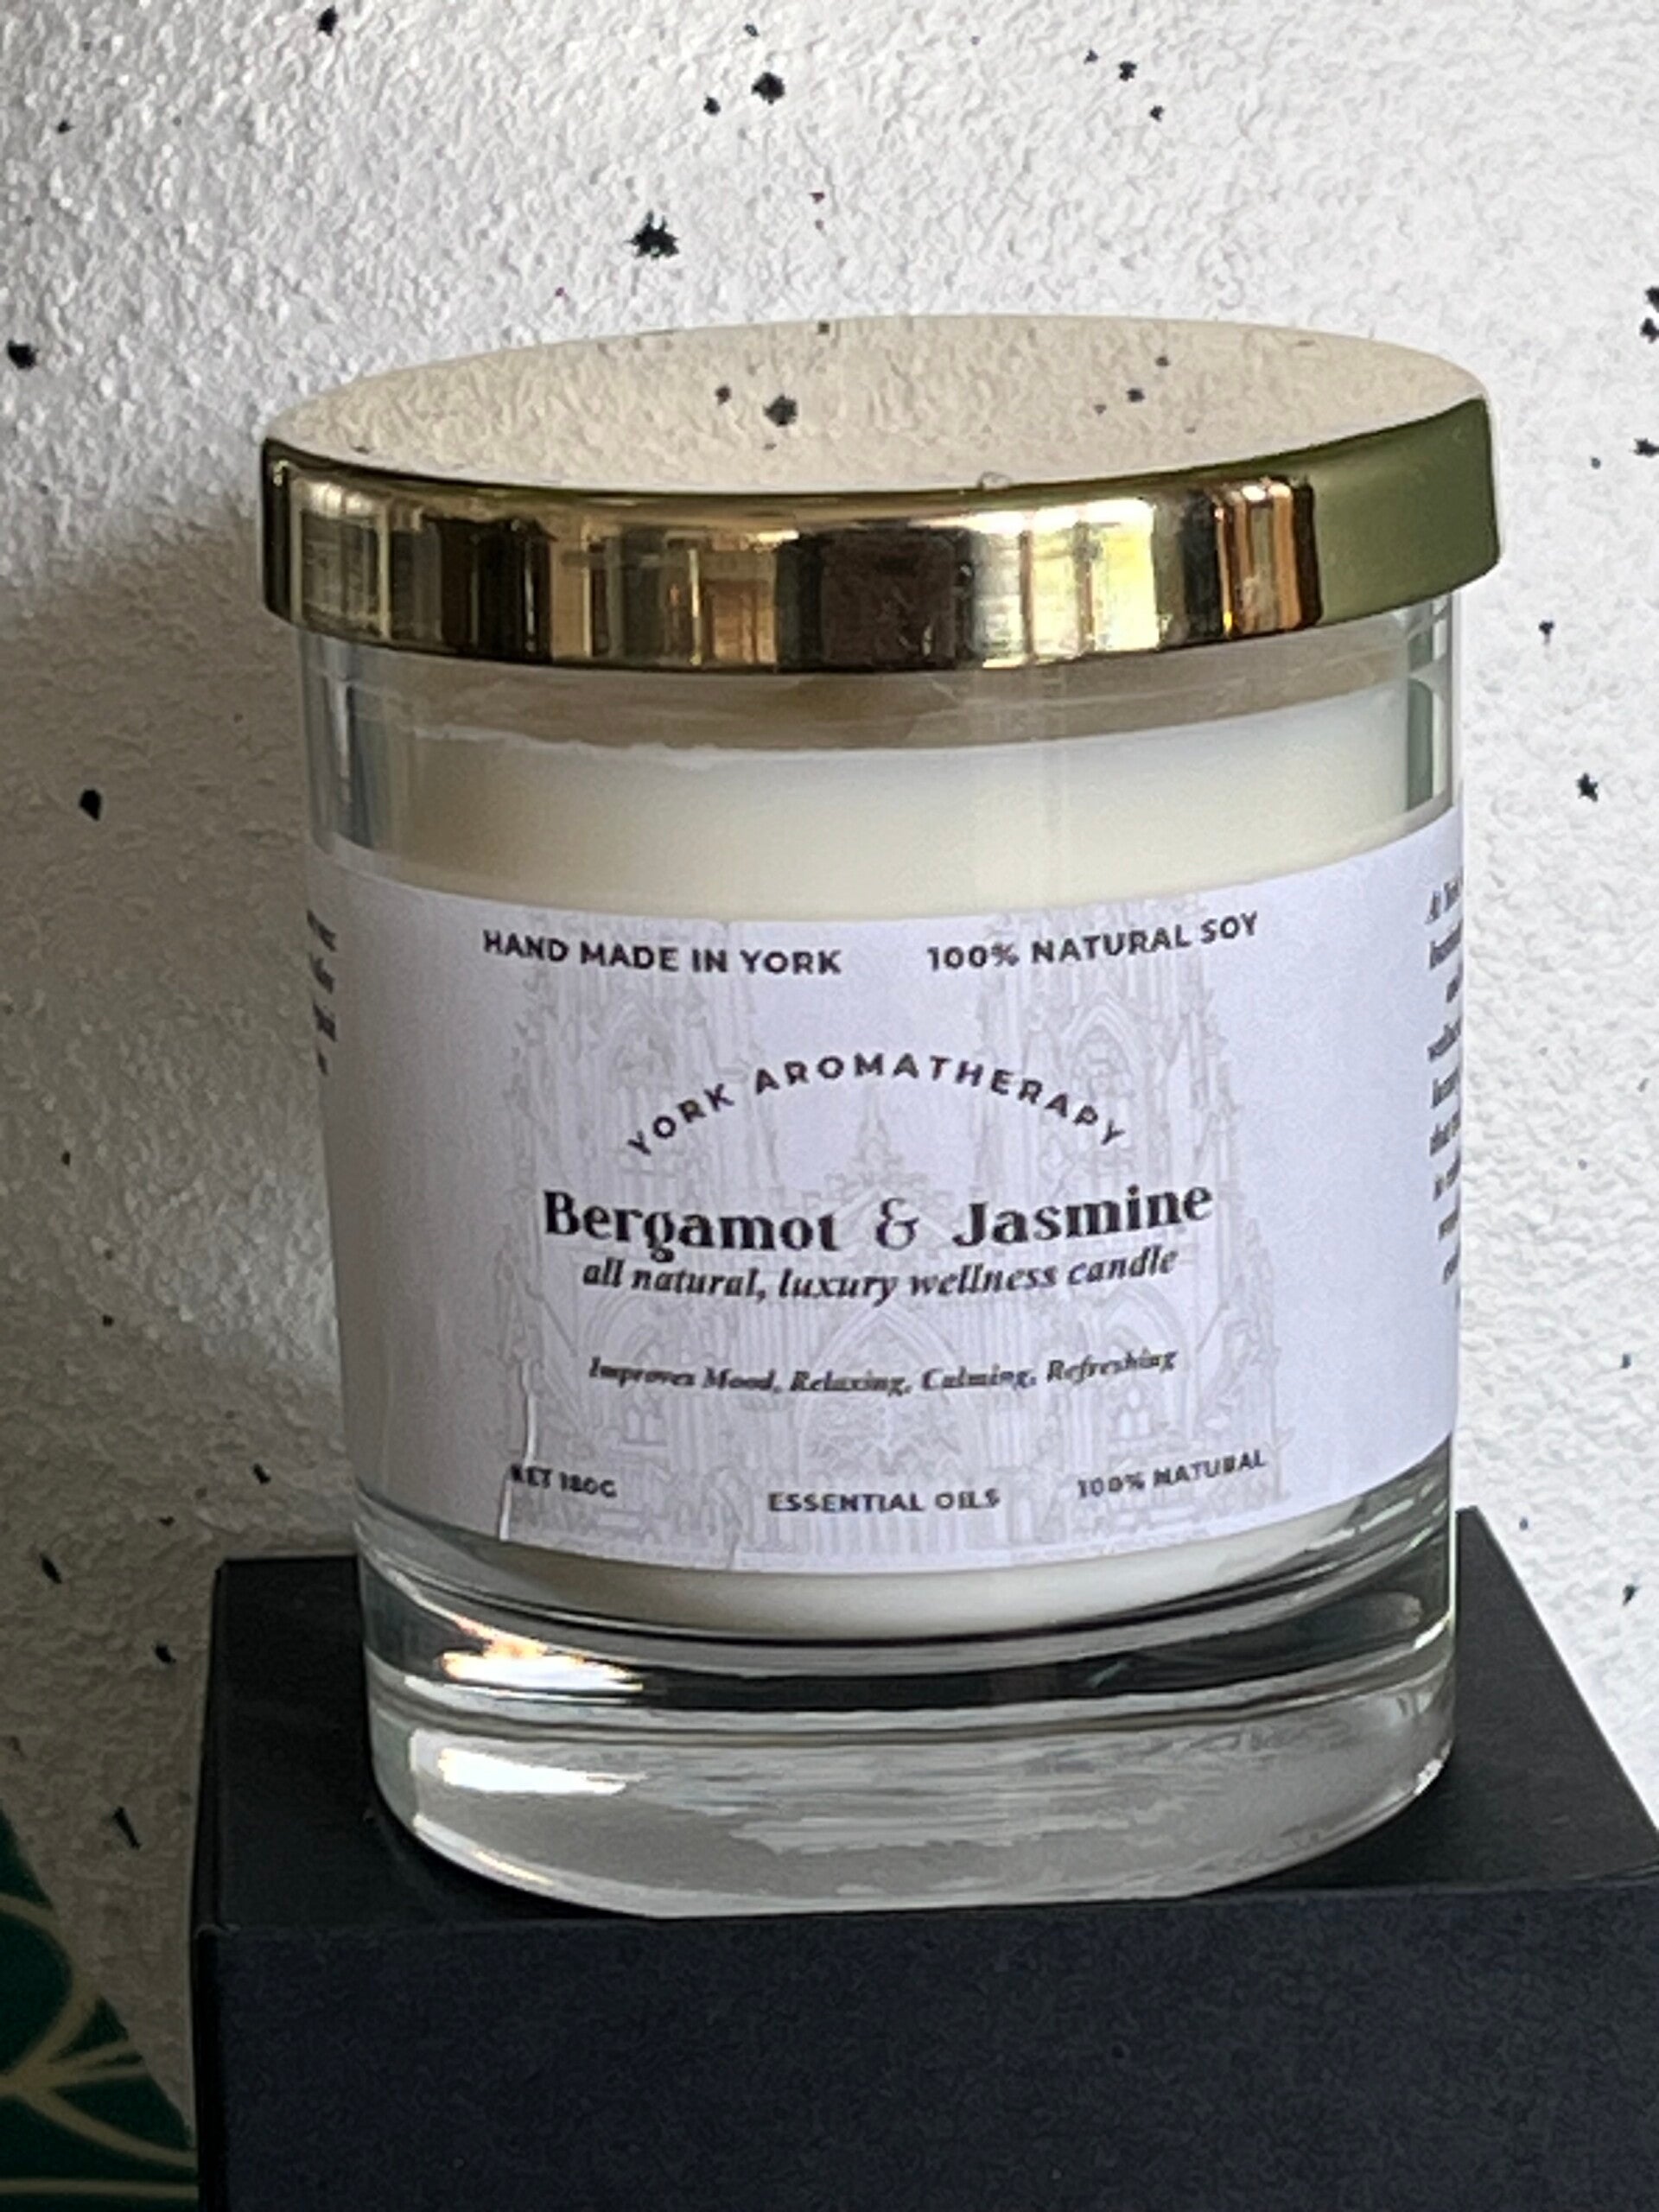 HAND MADE IN YORK 100% NATURAL SOY
YORK AROMATHERAPY
Bergamot & Jasmine
all natural, luxury wellness candle
Improves Mood, Relaxing, Calming, Refreshing
NET 180G ESSENTIAL OILS 100% NATURAL